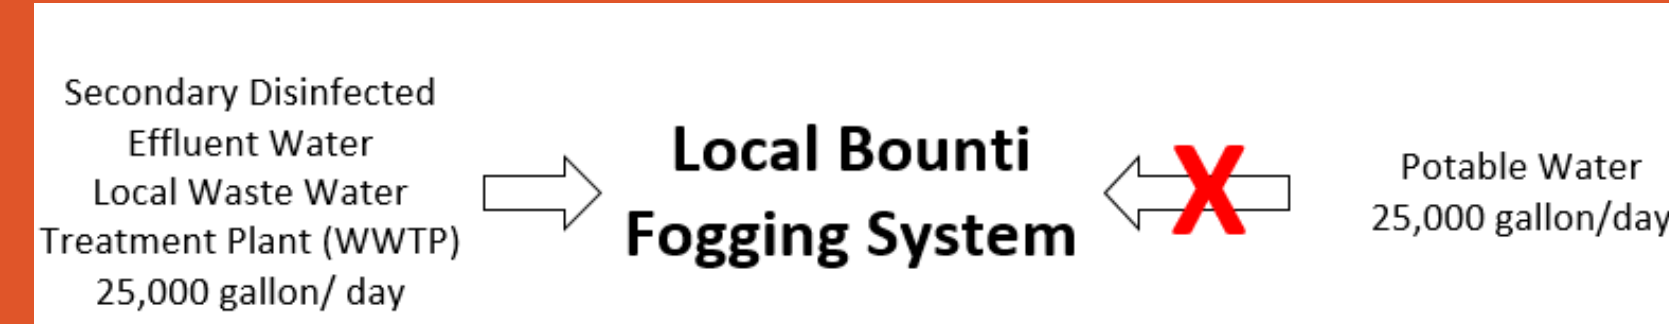 Secondary Disinfected
Effluent Water
Local Waste Water
Treatment Plant (WWTP)
25,000 gallon/ day
Local Bounti
Fogging System
X
Potable Water
25,000 gallon/day